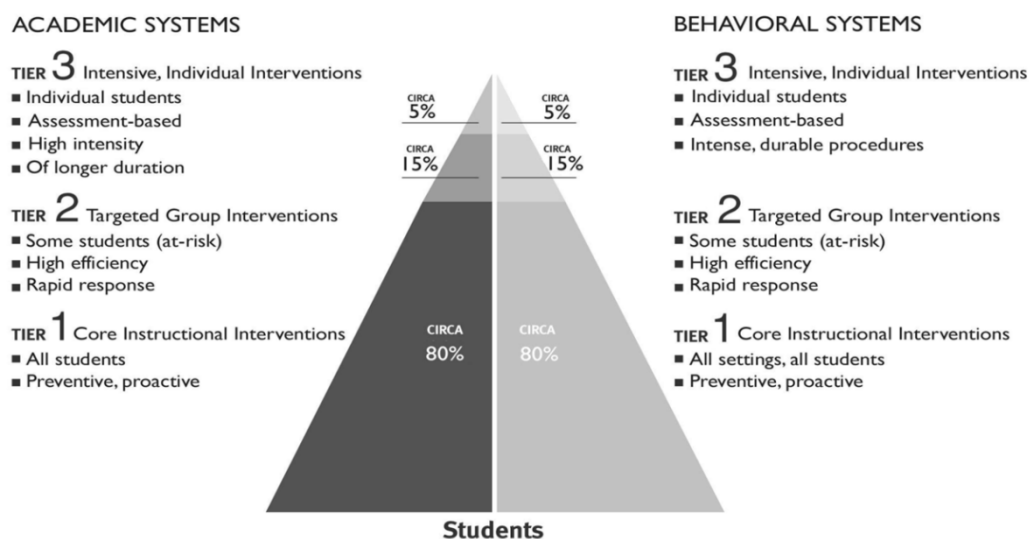 ACADEMIC SYSTEMS
TIER 3 Intensive, Individual Interventions
■ Individual students
■ Assessment-based
■ High intensity
■ Of longer duration
TIER 2 Targeted Group Interventions
■ Some students (at-risk)
■ High efficiency
■ Rapid response
TIER 1 Core Instructional Interventions
■ All students
■ Preventive, proactive
CIRCA
5%
CIRCA
15%
CIRCA
80%
CIRCA
5%
CIRCA
15%
CIRCA
80%
Students
BEHAVIORAL SYSTEMS
TIER 3 Intensive, Individual Interventions
■ Individual students
■ Assessment-based
■ Intense, durable procedures
TIER 2 Targeted Group Interventions
■ Some students (at-risk)
■ High efficiency
■ Rapid response
TIER 1 Core Instructional Interventions
■ All settings, all students
■ Preventive, proactive